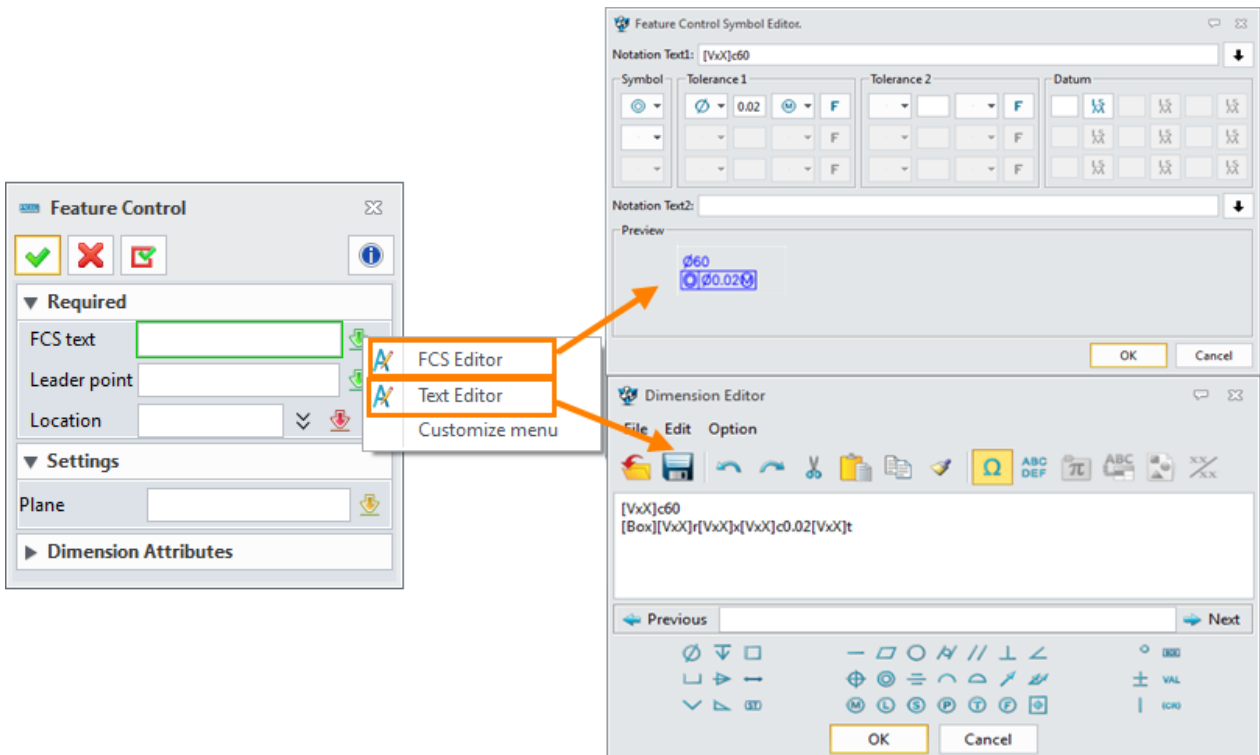 Feature Control
Required
FCS text
Leader point
Location
Settings
Plane
Dimension Attributes
FCS Editor
Text Editor
Customize menu
Feature Control Symbol Editor.
Notation Text1: [VxX]c60
Symbol Tolerance 1 Tolerance 2 Datum
Ø 0.02 Ⓜ F F
F F
F F
Notation Text2:
Preview
Ø60
◎ Ø0.02Ⓜ
OK Cancel
Dimension Editor
File Edit Option
Ω ABC DEF π ABC xx/xx
[VxX]c60
[Box][VxX]r[VxX]x[VxX]c0.02[VxX]t
Previous Next
VAL
Ⓜ Ⓛ Ⓢ Ⓟ Ⓣ Ⓕ
OK Cancel